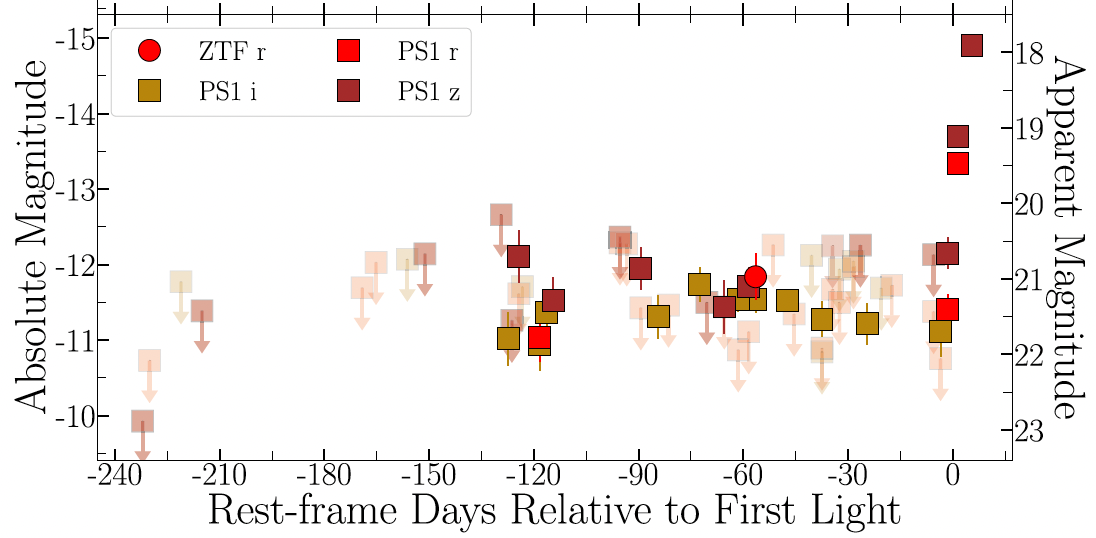 -15
-14
-13
-12
-11
-10
Absolute Magnitude
ZTF r
PS1 r
PS1 i
PS1 z
18
19
20
21
22
23
Apparent Magnitude
-240 -210 -180 -150 -120 -90 -60 -30 0
Rest-frame Days Relative to First Light